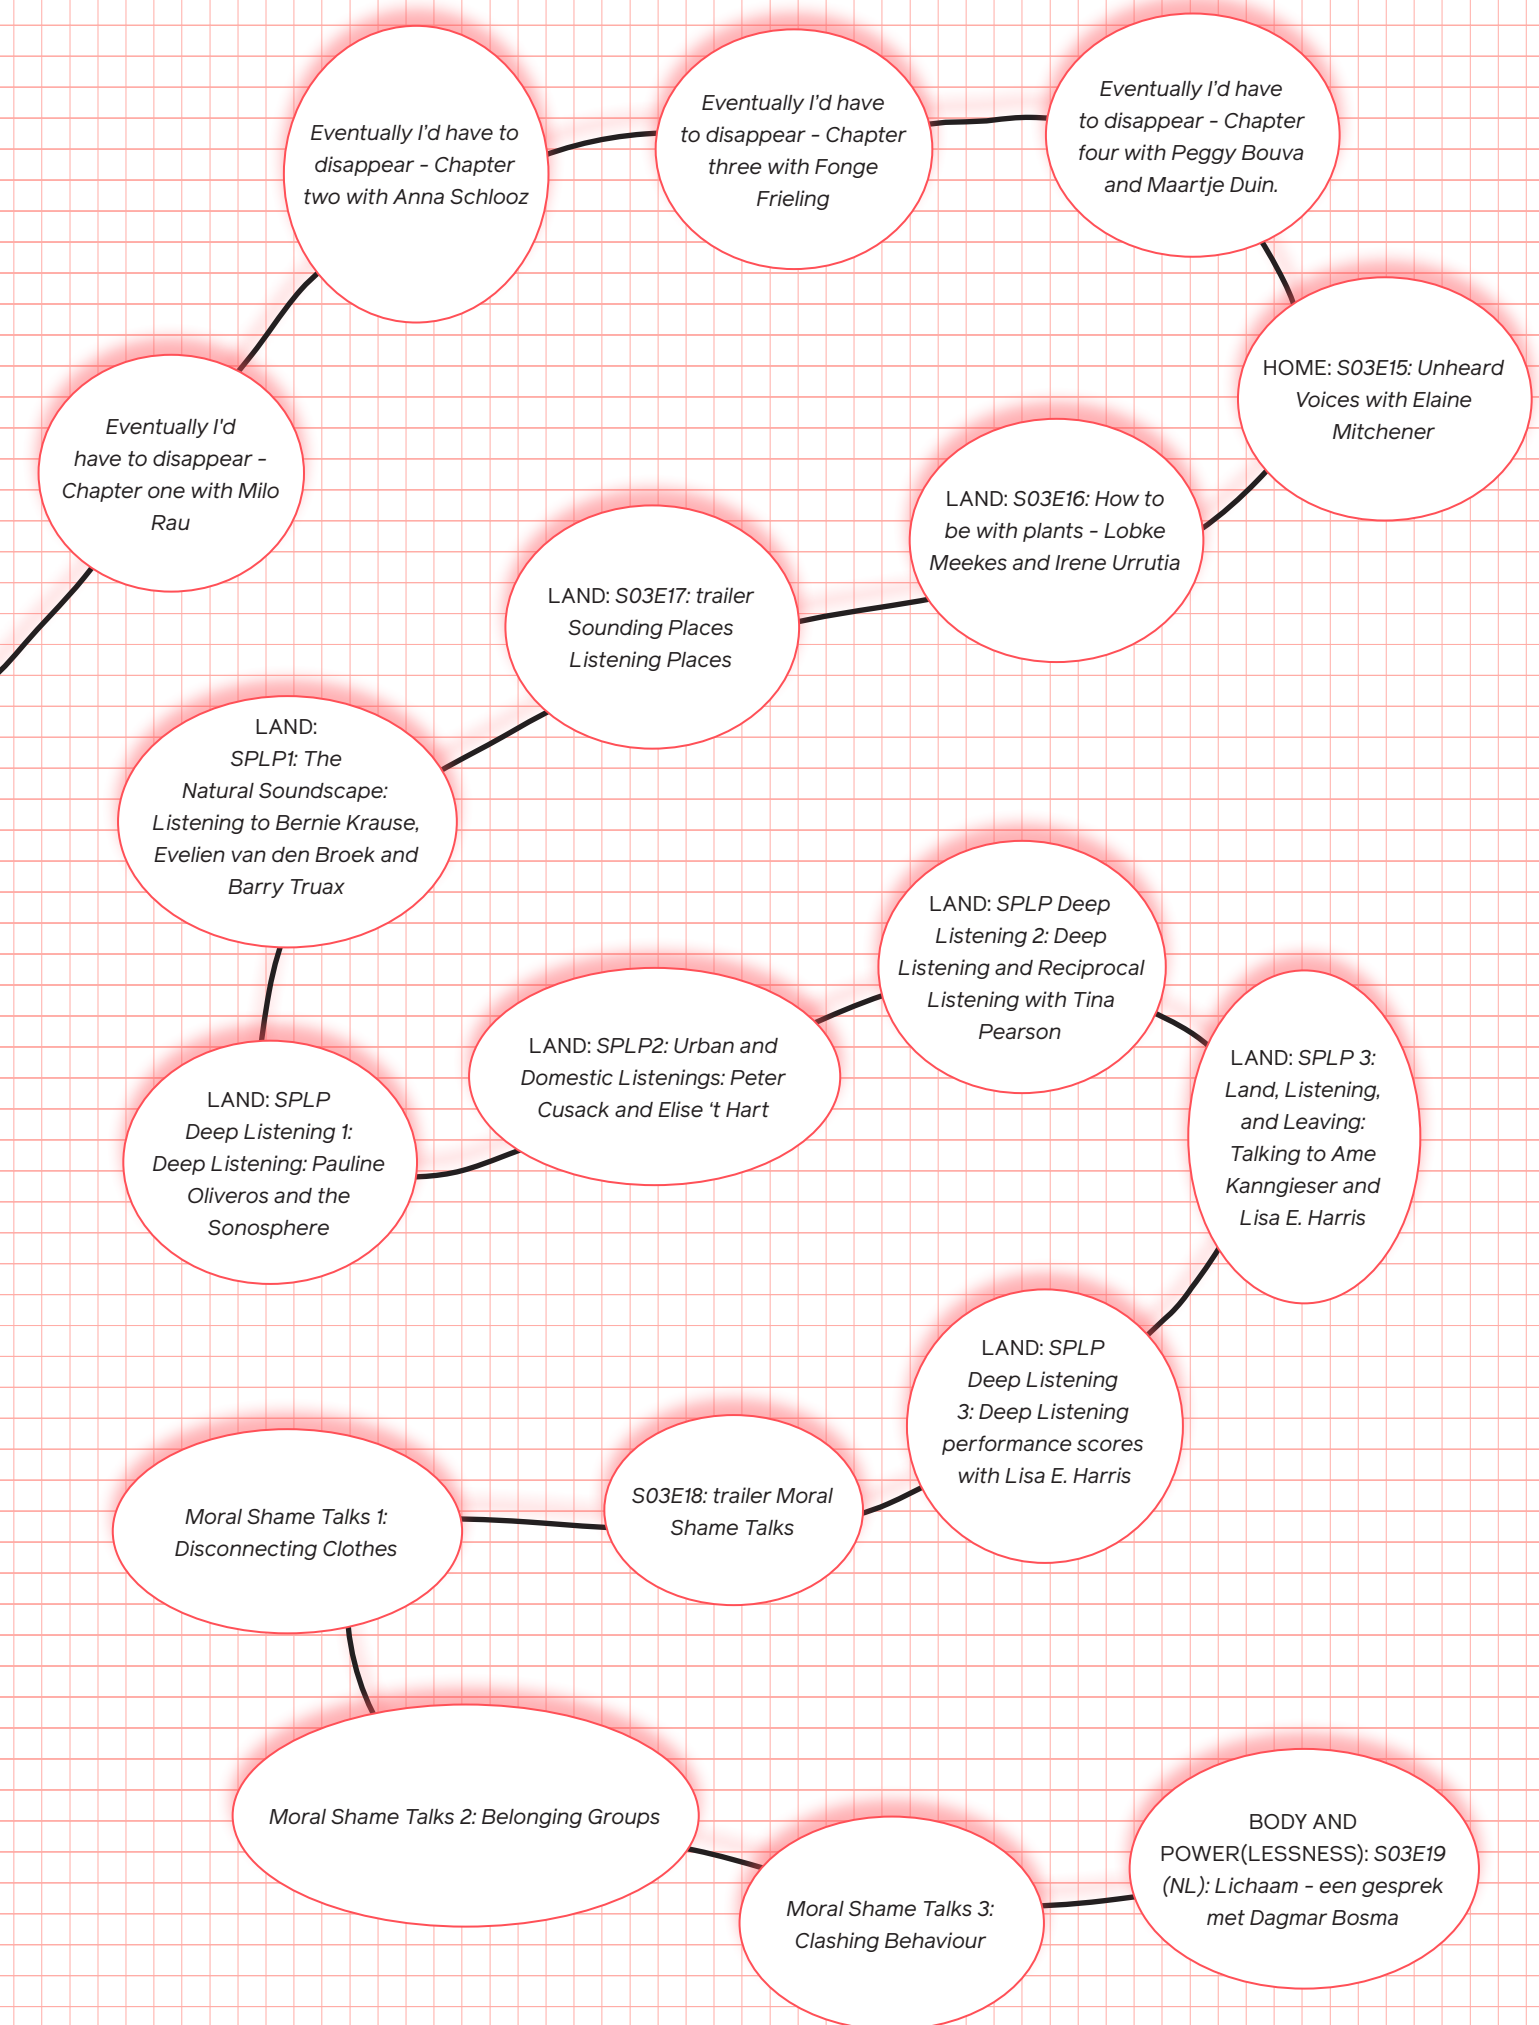 Eventually I'd
have to disappear -
Chapter one with Milo
Rau
Eventually I’d have to
disappear - Chapter
two with Anna Schlooz
Eventually I’d have
to disappear - Chapter
three with Fonge
Frieling
Eventually I’d have
to disappear - Chapter
four with Peggy Bouva
and Maartje Duin.
HOME: S03E15: Unheard
Voices with Elaine
Mitchener
LAND: S03E16: How to
be with plants - Lobke
Meekes and Irene Urrutia
LAND: S03E17: trailer
Sounding Places
Listening Places
LAND:
SPLP1: The
Natural Soundscape:
Listening to Bernie Krause,
Evelien van den Broek and
Barry Truax
LAND: SPLP
Deep Listening 1:
Deep Listening: Pauline
Oliveros and the
Sonosphere
LAND: SPLP2: Urban and
Domestic Listenings: Peter
Cusack and Elise ‘t Hart
LAND: SPLP Deep
Listening 2: Deep
Listening and Reciprocal
Listening with Tina
Pearson
LAND: SPLP 3:
Land, Listening,
and Leaving:
Talking to Ame
Kanngieser and
Lisa E. Harris
LAND: SPLP
Deep Listening
3: Deep Listening
performance scores
with Lisa E. Harris
S03E18: trailer Moral
Shame Talks
Moral Shame Talks 1:
Disconnecting Clothes
Moral Shame Talks 2: Belonging Groups
Moral Shame Talks 3:
Clashing Behaviour
BODY AND
POWER(LESSNESS): S03E19
(NL): Lichaam - een gesprek
met Dagmar Bosma